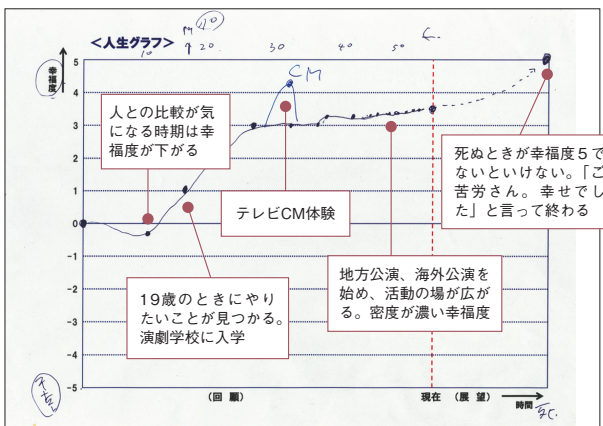 <人生グラフ>
10 20 30 40 50
CM
幸福度
5
4
3
2
1
0
-1
-2
-3
-4
-5
人との比較が気
になる時期は幸
福度が下がる
テレビCM体験
死ぬときが幸福度5で
ないといけない。「ご
苦労さん。幸せでし
た」と言って終わる
19歳のときにやり
たいことが見つかる。
演劇学校に入学
地方公演、海外公演を
始め、活動の場が広が
る。密度が濃い幸福度
(回 顧)
現在 (展 望)
時間
死